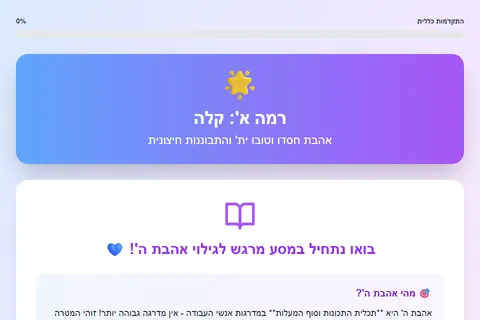 התקדמות כללית
0%
רמה א': קלה
אהבת חסדו וטובו ית' והתבוננות חיצונית
בואו נתחיל במסע מרגש לגילוי אהבת ה'! 💙
🎯 מהי אהבת ה'?
אהבת ה' היא **תכלית התכונות וסוף המעלות** במדרגות אנשי העבודה - אין מדרגה גבוהה יותר! זוהי המטרה